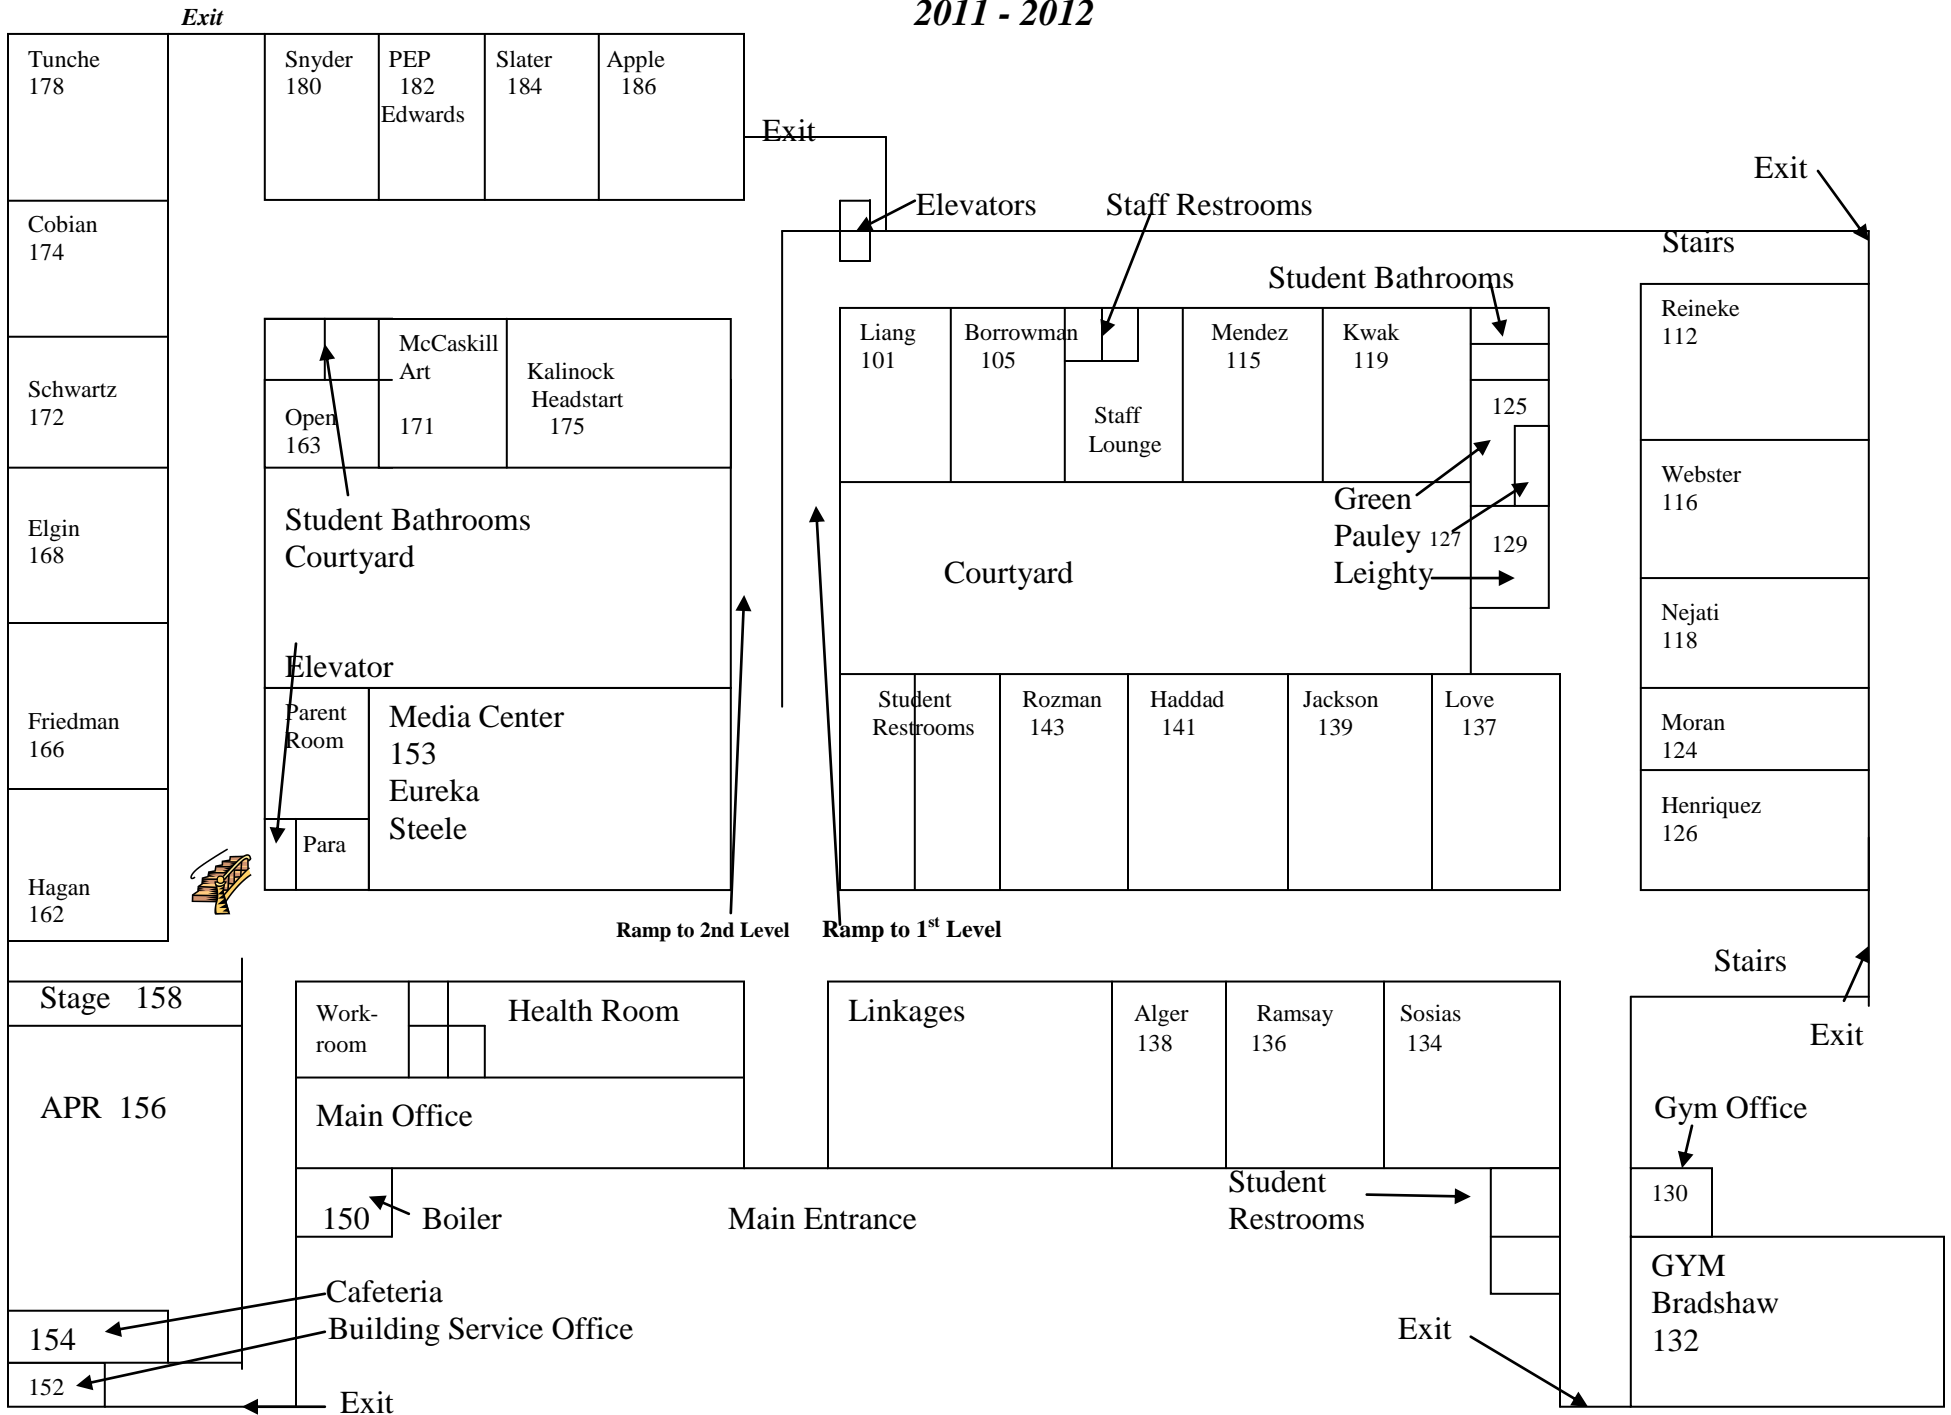 2011 - 2012
Exit
Tunche
178
Snyder
180
PEP
182
Edwards
Slater
184
Apple
186
Exit
Exit
Elevators
Staff Restrooms
Stairs
Cobian
174
Student Bathrooms
Reineke
112
McCaskill
Art
171
Kalinock
Headstart
175
Liang
101
Borrowman
105
Staff
Lounge
Mendez
115
Kwak
119
Schwartz
172
Open
163
125
Webster
116
Green
Pauley 127
Leighty
129
Elgin
168
Student Bathrooms
Courtyard
Courtyard
Nejati
118
Elevator
Friedman
166
Parent
Room
Media Center
153
Eureka
Steele
Student
Restrooms
Rozman
143
Haddad
141
Jackson
139
Love
137
Moran
124
Henriquez
126
Para
Hagan
162
Ramp to 2nd Level
Ramp to 1st Level
Stairs
Stage 158
Work-
room
Health Room
Linkages
Alger
138
Ramsay
136
Sosias
134
Exit
APR 156
Main Office
Gym Office
130
150
Boiler
Main Entrance
Student
Restrooms
GYM
Bradshaw
132
Cafeteria
Building Service Office
154
Exit
152
Exit